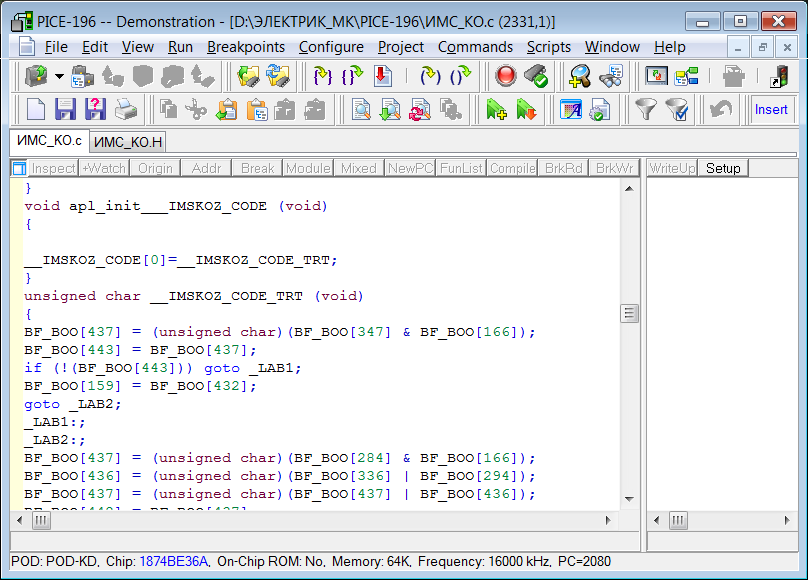 PICE-196 -- Demonstration - [D:\ЭЛЕКТРИК_МК\PICE-196\ИМС_КО.c (2331,1)]
File Edit View Run Breakpoints Configure Project Commands Scripts Window Help
Insert
ИМС_КО.c ИМС_КО.H
Inspect +Watch Origin Addr Break Module Mixed NewPC FunList Compile BrkRd BrkWr WriteUp Setup
}
void apl_init___IMSKOZ_CODE (void)
{
__IMSKOZ_CODE[0]=__IMSKOZ_CODE_TRT;
}
unsigned char __IMSKOZ_CODE_TRT (void)
{
BF_BOO[437] = (unsigned char)(BF_BOO[347] & BF_BOO[166]);
BF_BOO[443] = BF_BOO[437];
if (!(BF_BOO[443])) goto _LAB1;
BF_BOO[159] = BF_BOO[432];
goto _LAB2;
_LAB1:;
_LAB2:;
BF_BOO[437] = (unsigned char)(BF_BOO[284] & BF_BOO[166]);
BF_BOO[436] = (unsigned char)(BF_BOO[336] | BF_BOO[294]);
BF_BOO[437] = (unsigned char)(BF_BOO[437] | BF_BOO[436]);
POD: POD-KD, Chip: 1874BE36A, On-Chip ROM: No, Memory: 64K, Frequency: 16000 kHz, PC=2080